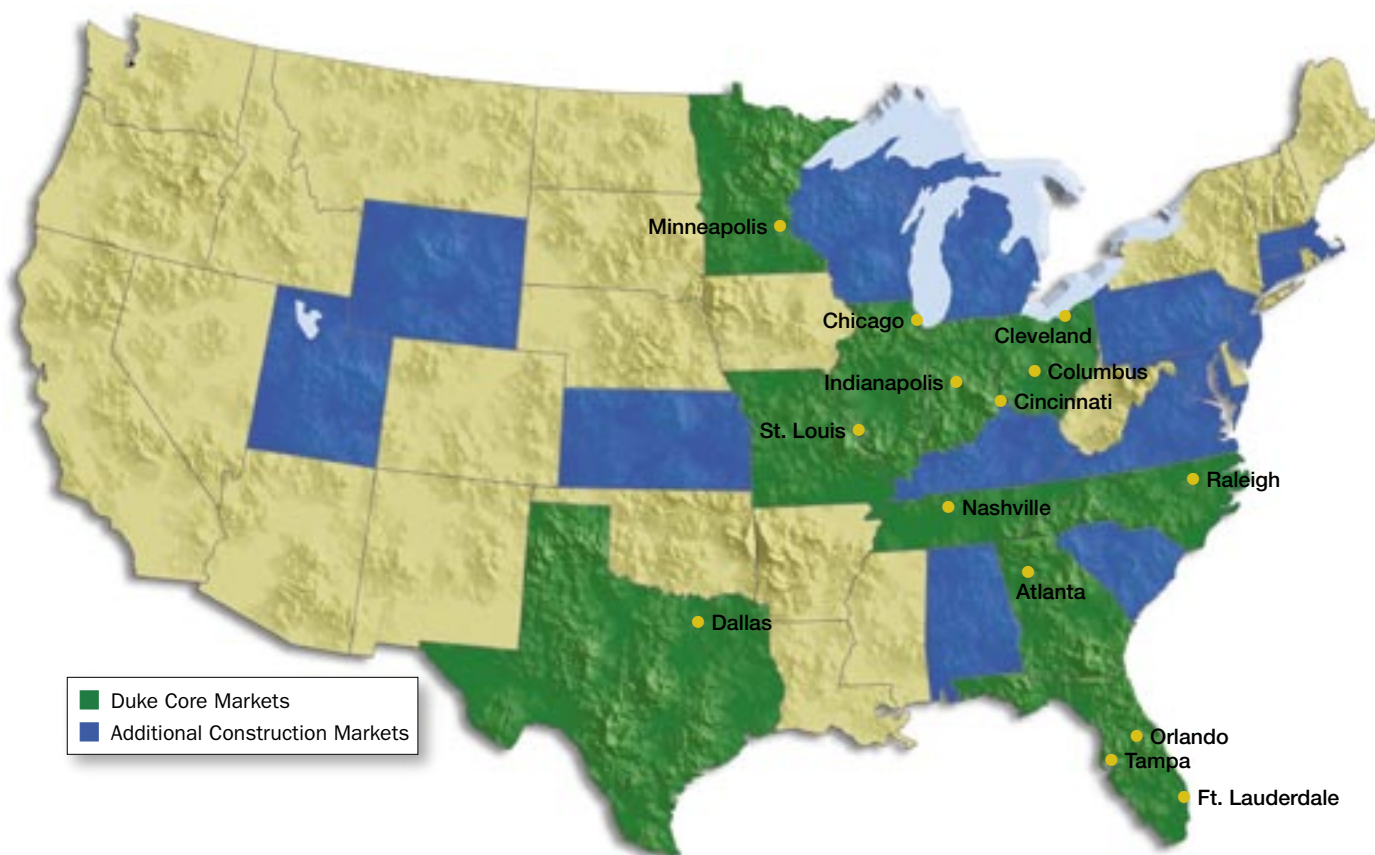 Minneapolis
Chicago
Cleveland
Columbus
Indianapolis
Cincinnati
St. Louis
Raleigh
Nashville
Atlanta
Dallas
Duke Core Markets
Additional Construction Markets
Orlando
Tampa
Ft. Lauderdale